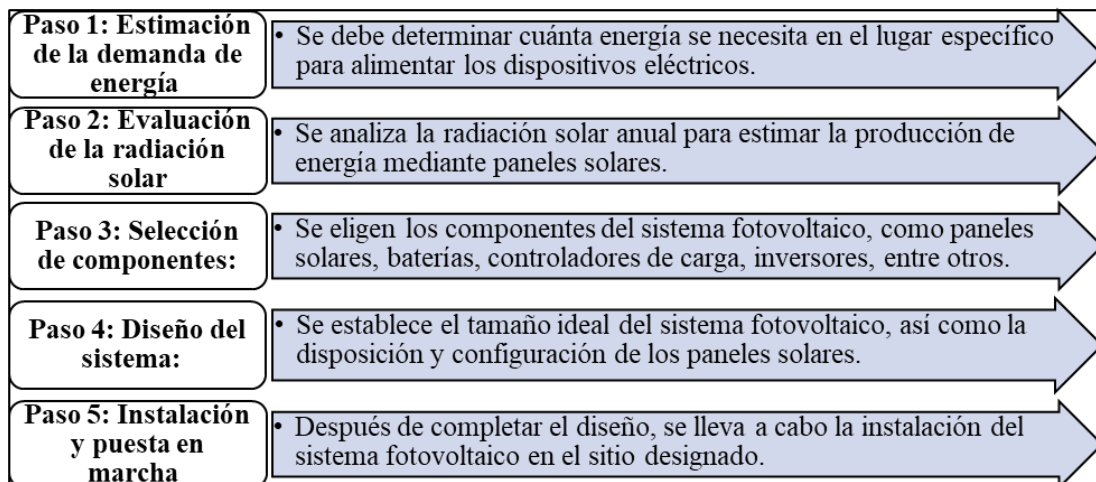 Paso 1: Estimación
de la demanda de
energía
• Se debe determinar cuánta energía se necesita en el lugar específico
para alimentar los dispositivos eléctricos.
Paso 2: Evaluación
de la radiación
solar
• Se analiza la radiación solar anual para estimar la producción de
energía mediante paneles solares.
Paso 3: Selección
de componentes:
• Se eligen los componentes del sistema fotovoltaico, como paneles
solares, baterías, controladores de carga, inversores, entre otros.
Paso 4: Diseño del
sistema:
• Se establece el tamaño ideal del sistema fotovoltaico, así como la
disposición y configuración de los paneles solares.
Paso 5: Instalación
y puesta en
marcha
• Después de completar el diseño, se lleva a cabo la instalación del
sistema fotovoltaico en el sitio designado.